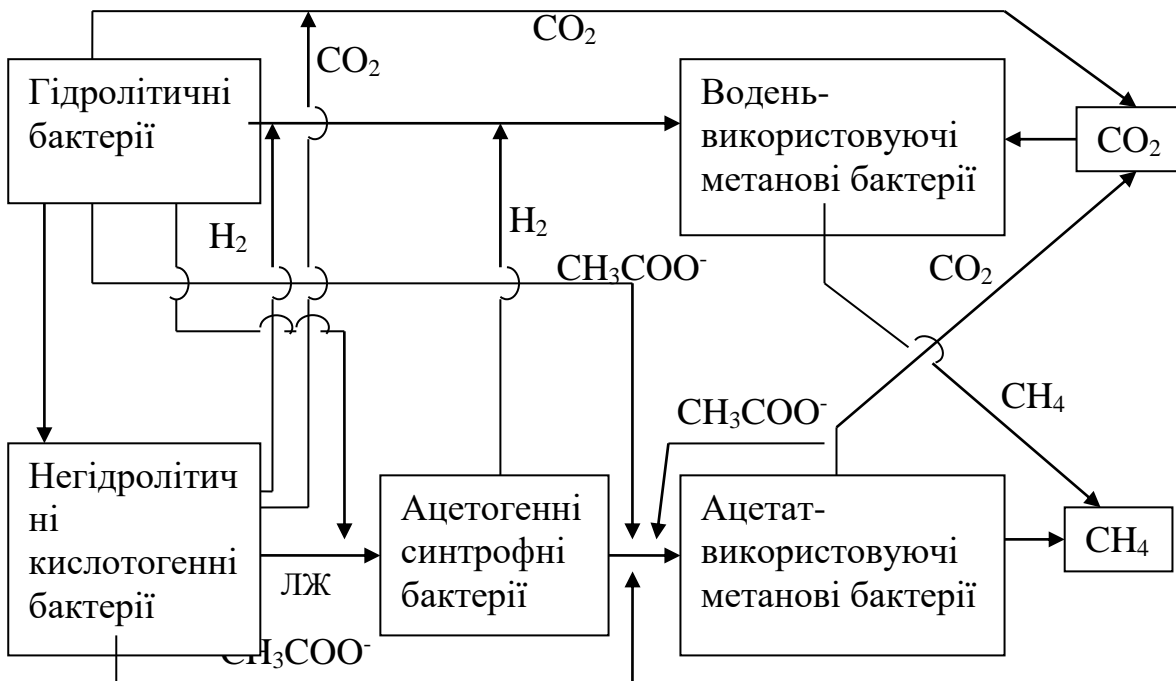 CO₂
CO₂
Гідролітичні
бактерії
Водень-
використовуючі
метанові бактерії
CO₂
H₂
H₂
CH₃COO⁻
CO₂
CH₄
CH₃COO⁻
Негідролітич
ні
кислотогенні
бактерії
ЛЖ
Ацетогенні
синтрофні
бактерії
Ацетат-
використовуючі
метанові бактерії
CH₄
CH₃COO⁻